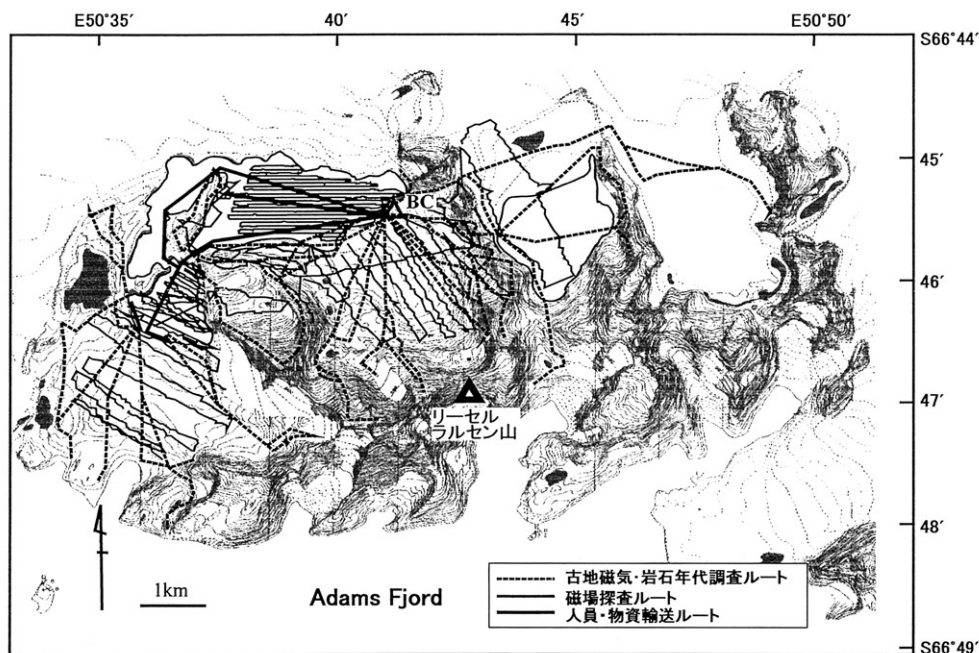 E50°35′
40′
45′
E50°50′
S66°44′
45′
BC
46′
リーセル
ラルセン山
47′
48′
1km
Adams Fjord
古地磁気・岩石年代調査ルート
磁場探査ルート
人員・物資輸送ルート
S66°49′